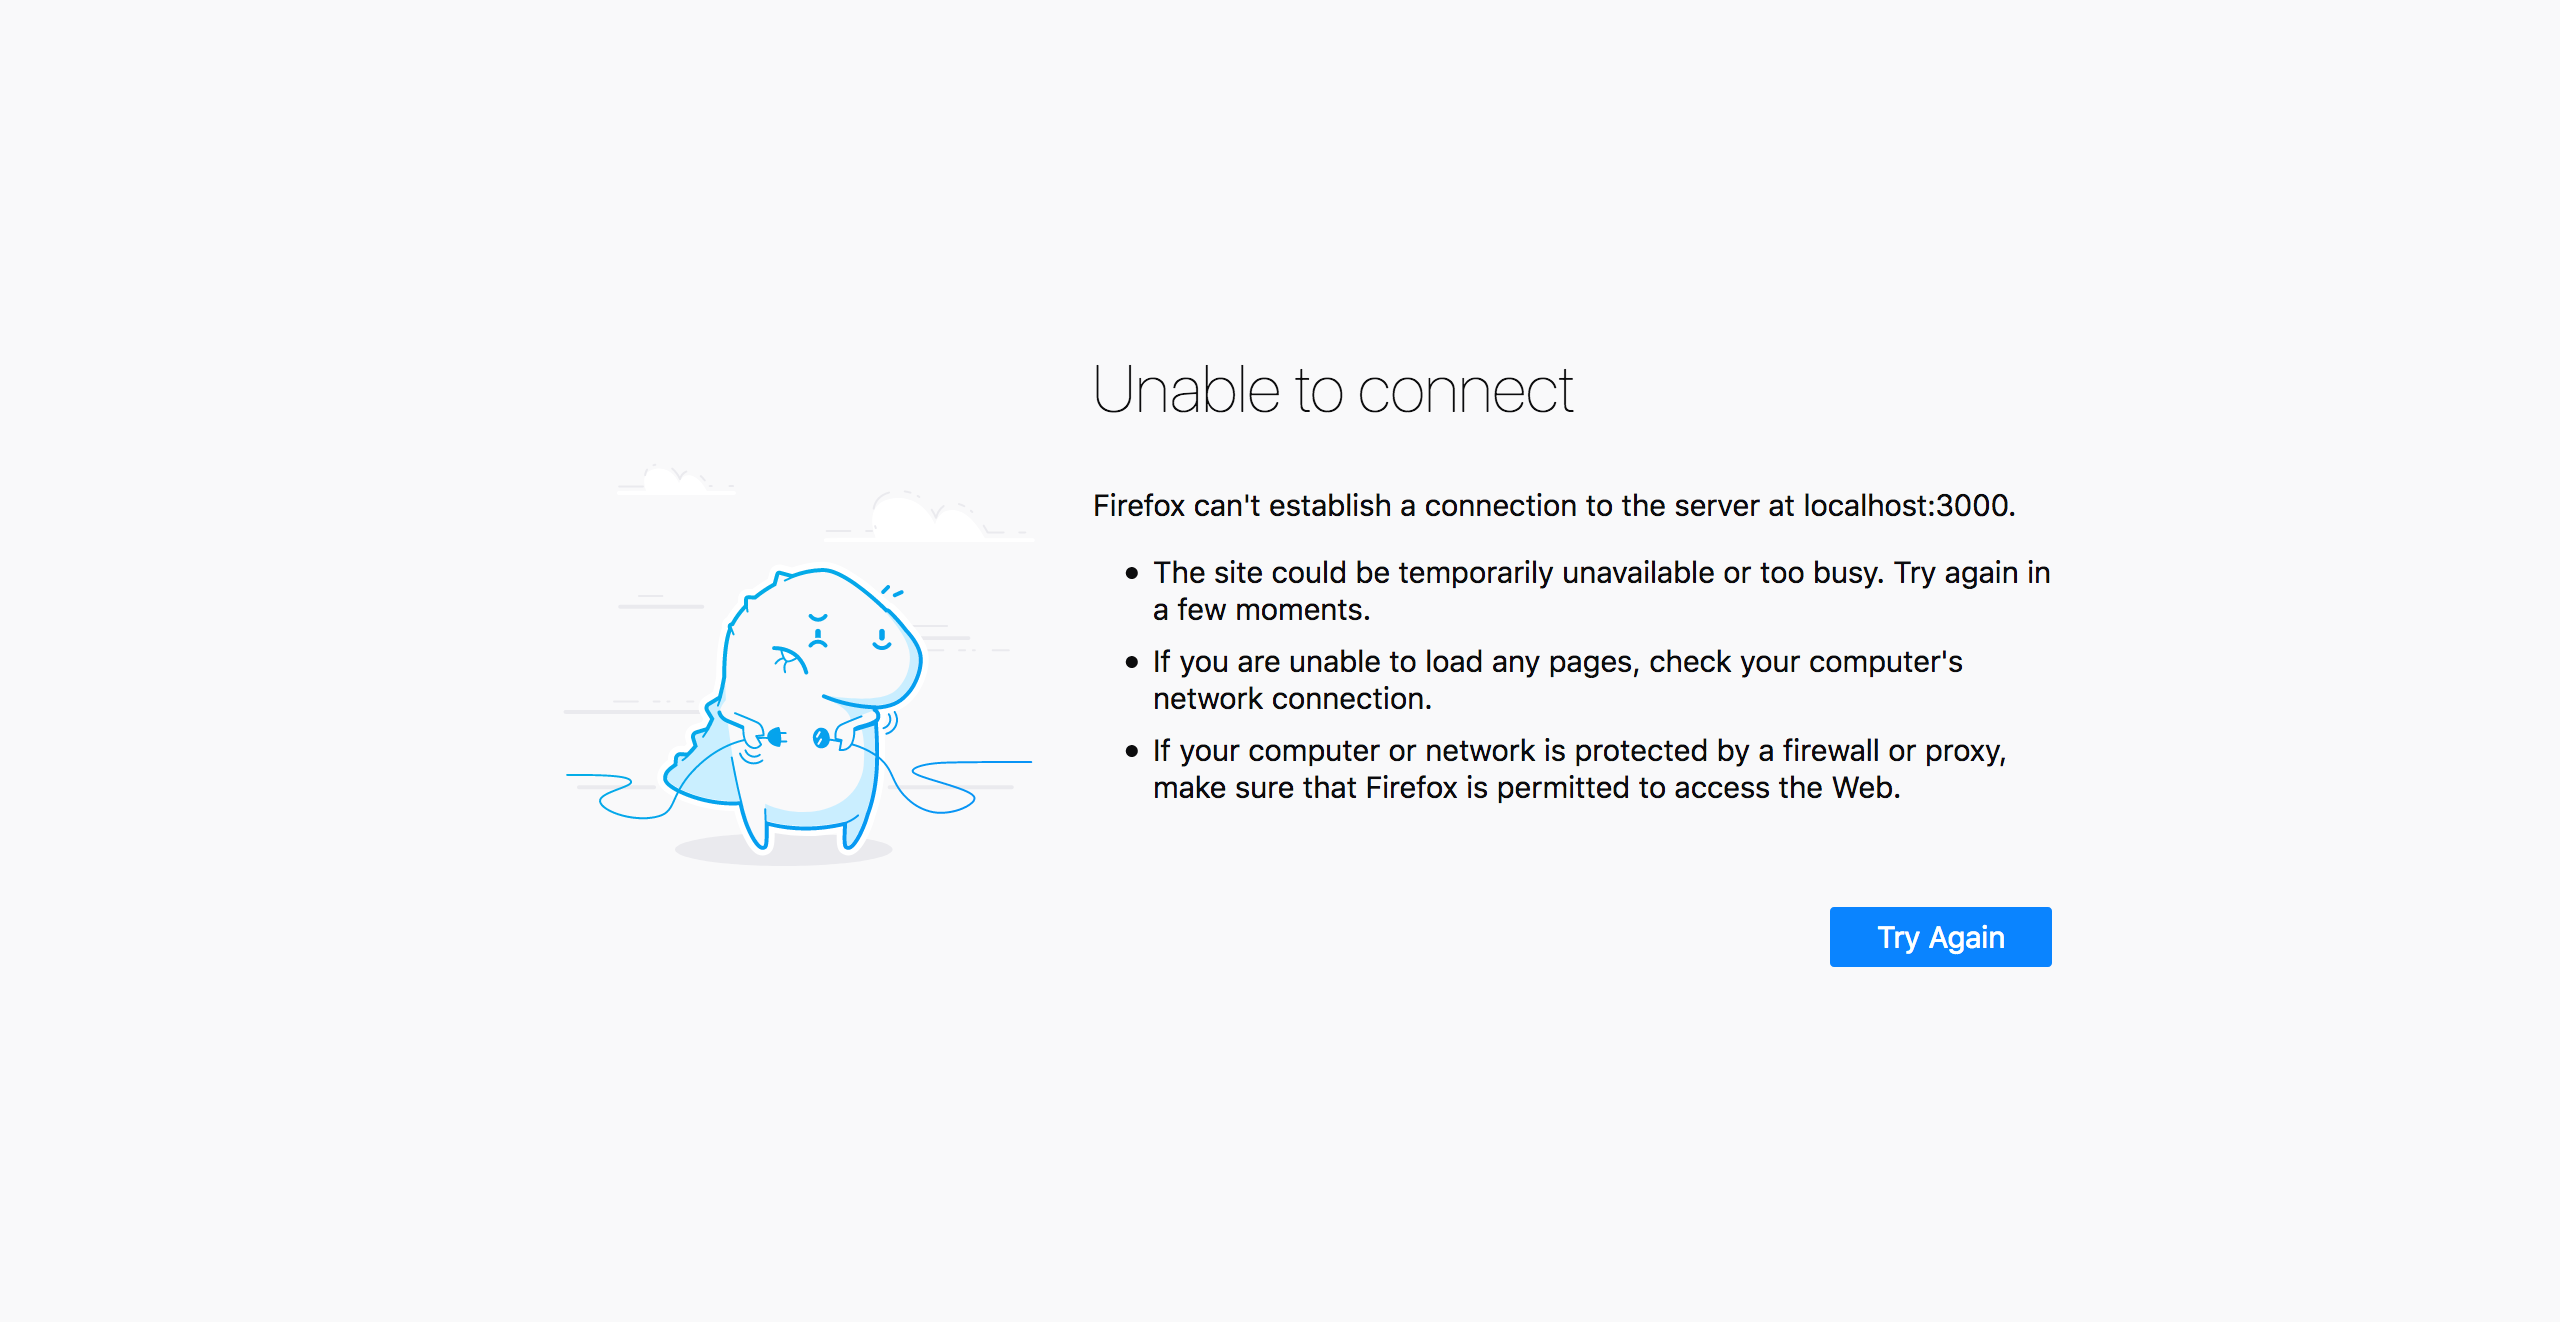 Unable to connect
Firefox can't establish a connection to the server at localhost:3000.
• The site could be temporarily unavailable or too busy. Try again in
a few moments.
• If you are unable to load any pages, check your computer's
network connection.
• If your computer or network is protected by a firewall or proxy,
make sure that Firefox is permitted to access the Web.
Try Again